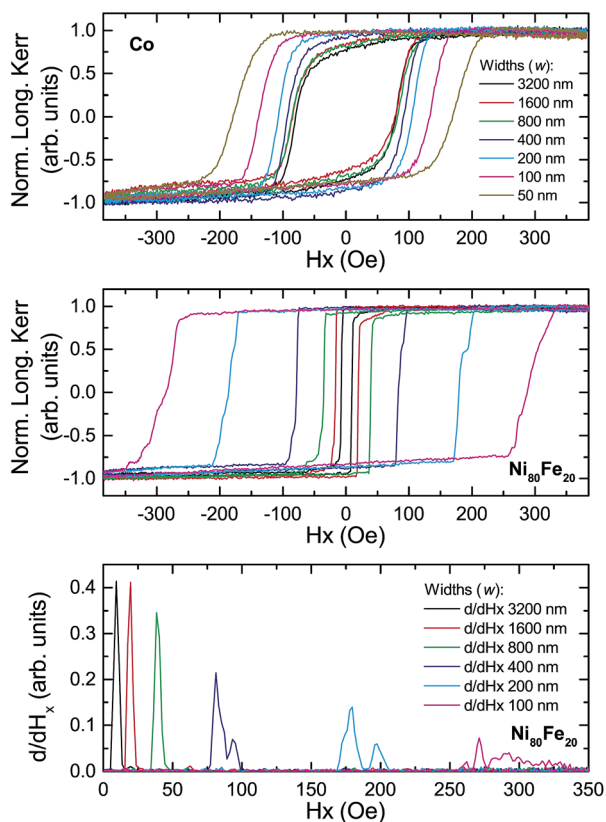 Norm. Long. Kerr
(arb. units)
1.0
0.5
0.0
-0.5
-1.0
Co
Widths (w):
3200 nm
1600 nm
800 nm
400 nm
200 nm
100 nm
50 nm
-300 -200 -100 0 100 200 300
Hx (Oe)
Norm. Long. Kerr
(arb. units)
1.0
0.5
0.0
-0.5
-1.0
Ni80Fe20
-300 -200 -100 0 100 200 300
Hx (Oe)
d/dHx (arb. units)
0.4
0.3
0.2
0.1
0.0
Widths (w):
d/dHx 3200 nm
d/dHx 1600 nm
d/dHx 800 nm
d/dHx 400 nm
d/dHx 200 nm
d/dHx 100 nm
Ni80Fe20
0 50 100 150 200 250 300 350
Hx (Oe)